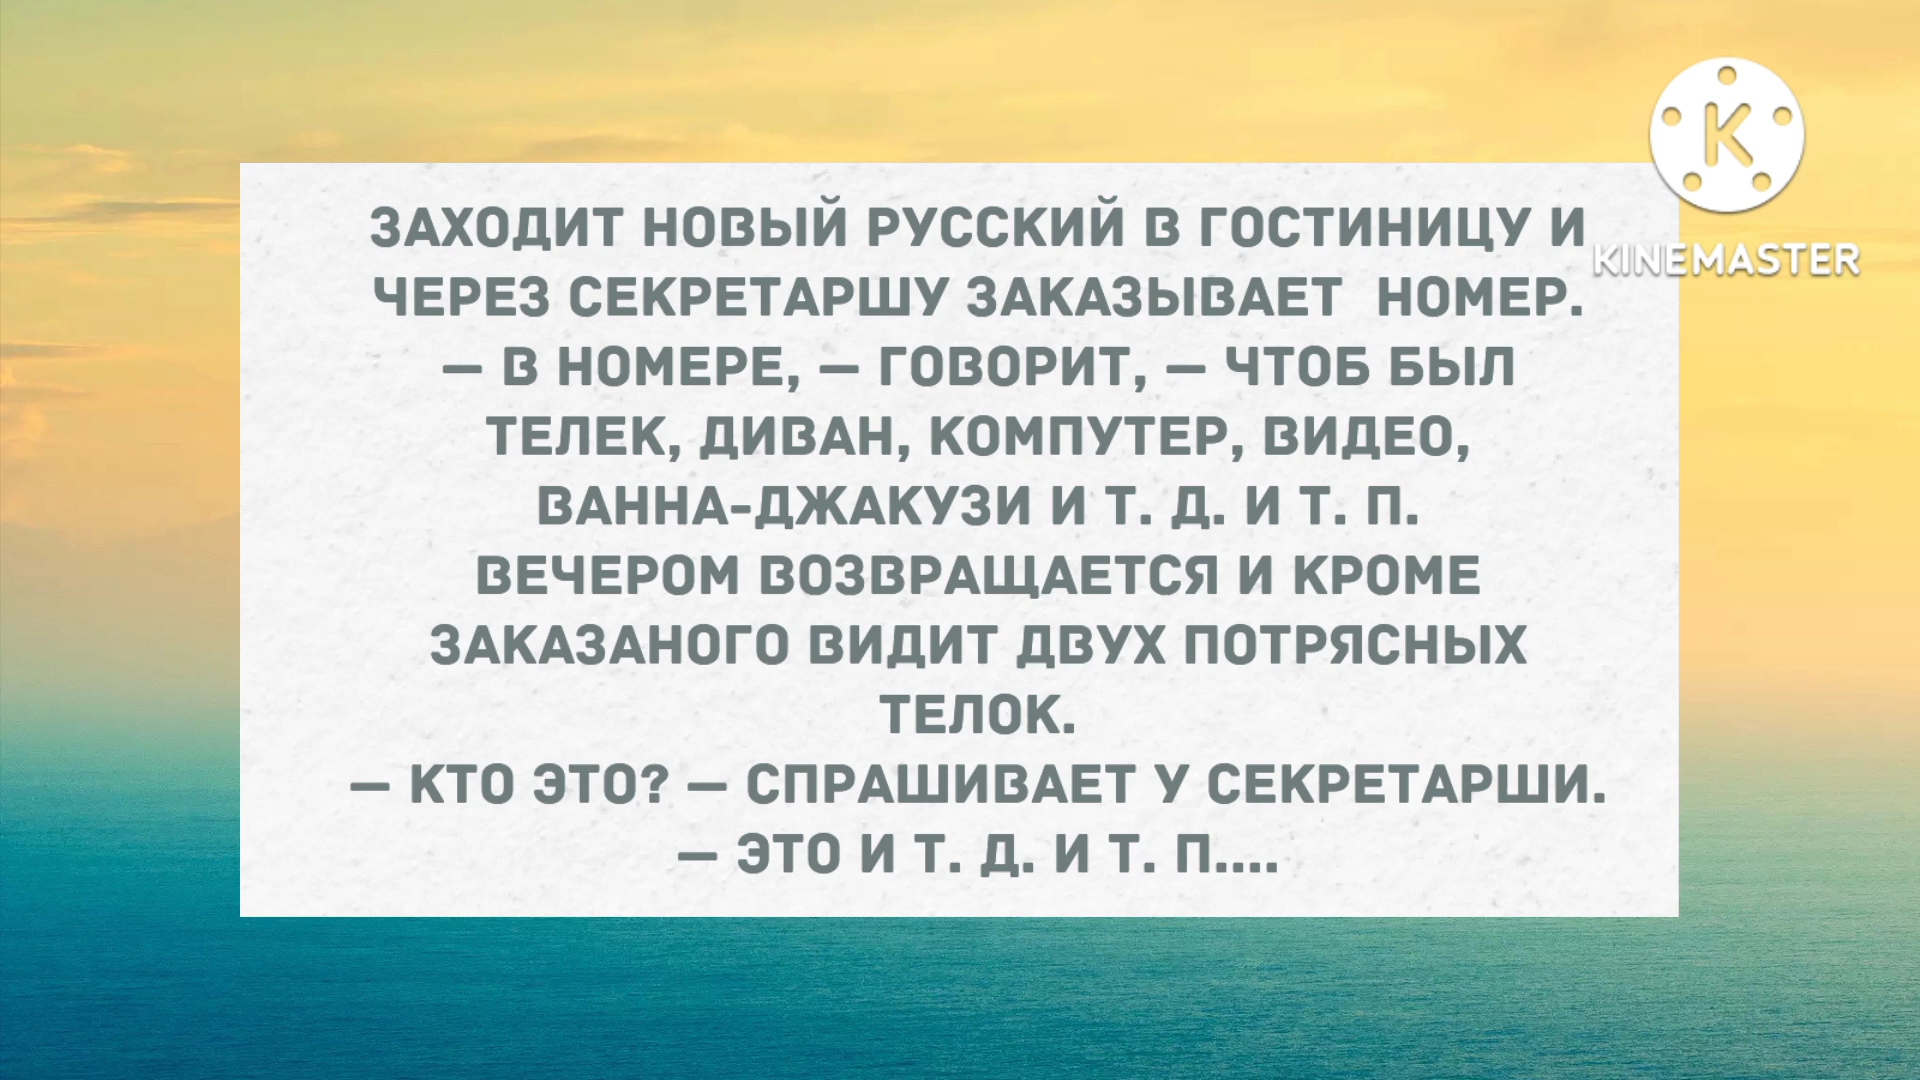 ЗАХОДИТ НОВЫЙ РУССКИЙ В ГОСТИНИЦУ И
ЧЕРЕЗ СЕКРЕТАРШУ ЗАКАЗЫВАЕТ НОМЕР.
— В НОМЕРЕ, — ГОВОРИТ, — ЧТОБ БЫЛ
ТЕЛЕК, ДИВАН, КОМПУТЕР, ВИДЕО,
ВАННА-ДЖАКУЗИ И Т. Д. И Т. П.
ВЕЧЕРОМ ВОЗВРАЩАЕТСЯ И КРОМЕ
ЗАКАЗАНОГО ВИДИТ ДВУХ ПОТРЯСНЫХ
ТЕЛОК.
— КТО ЭТО? — СПРАШИВАЕТ У СЕКРЕТАРШИ.
— ЭТО И Т. Д. И Т. П....
K
KINEMASTER